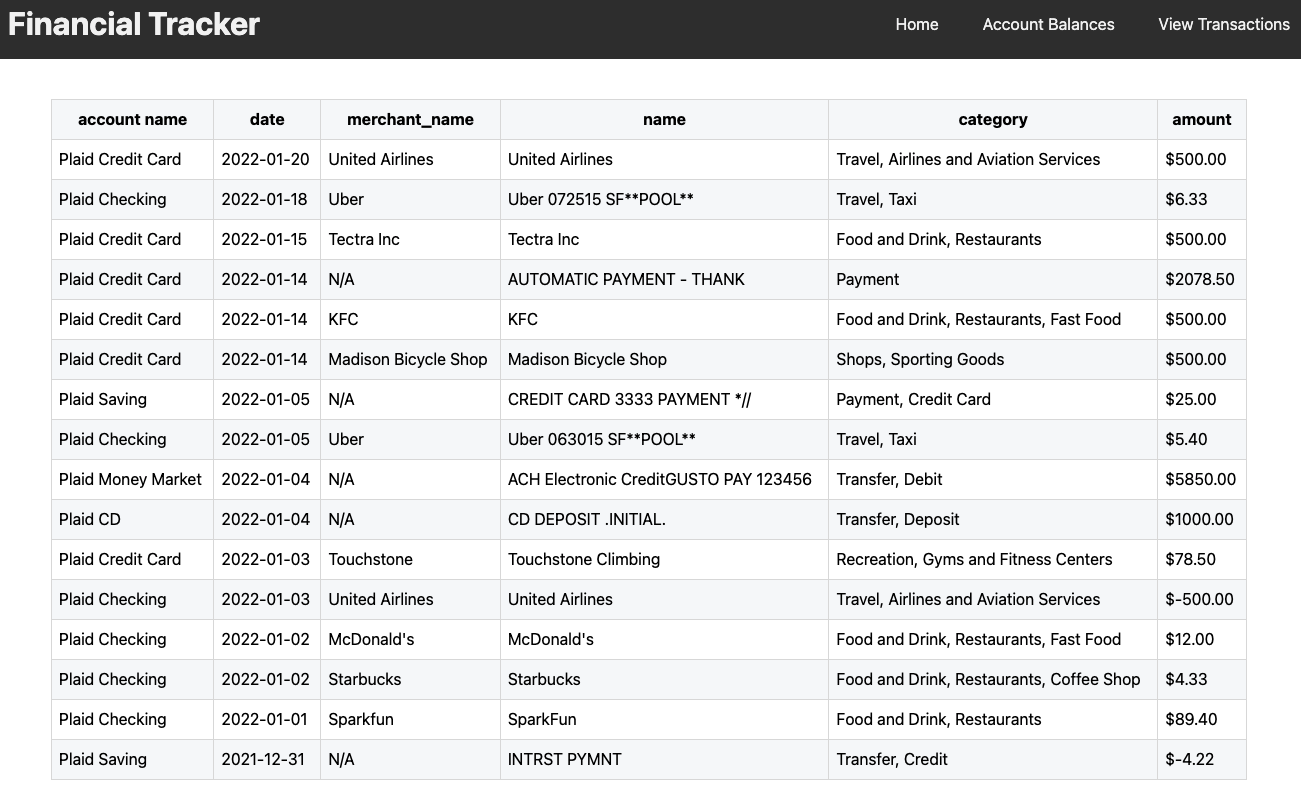 Financial Tracker Home Account Balances View Transactions
account name date merchant_name name category amount
Plaid Credit Card 2022-01-20 United Airlines United Airlines Travel, Airlines and Aviation Services $500.00
Plaid Checking 2022-01-18 Uber Uber 072515 SF**POOL** Travel, Taxi $6.33
Plaid Credit Card 2022-01-15 Tectra Inc Tectra Inc Food and Drink, Restaurants $500.00
Plaid Credit Card 2022-01-14 N/A AUTOMATIC PAYMENT - THANK Payment $2078.50
Plaid Credit Card 2022-01-14 KFC KFC Food and Drink, Restaurants, Fast Food $500.00
Plaid Credit Card 2022-01-14 Madison Bicycle Shop Madison Bicycle Shop Shops, Sporting Goods $500.00
Plaid Saving 2022-01-05 N/A CREDIT CARD 3333 PAYMENT *// Payment, Credit Card $25.00
Plaid Checking 2022-01-05 Uber Uber 063015 SF**POOL** Travel, Taxi $5.40
Plaid Money Market 2022-01-04 N/A ACH Electronic CreditGUSTO PAY 123456 Transfer, Debit $5850.00
Plaid CD 2022-01-04 N/A CD DEPOSIT .INITIAL. Transfer, Deposit $1000.00
Plaid Credit Card 2022-01-03 Touchstone Touchstone Climbing Recreation, Gyms and Fitness Centers $78.50
Plaid Checking 2022-01-03 United Airlines United Airlines Travel, Airlines and Aviation Services $-500.00
Plaid Checking 2022-01-02 McDonald's McDonald's Food and Drink, Restaurants, Fast Food $12.00
Plaid Checking 2022-01-02 Starbucks Starbucks Food and Drink, Restaurants, Coffee Shop $4.33
Plaid Checking 2022-01-01 Sparkfun SparkFun Food and Drink, Restaurants $89.40
Plaid Saving 2021-12-31 N/A INTRST PYMNT Transfer, Credit $-4.22